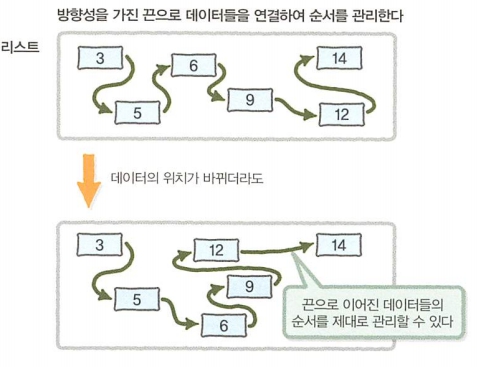 방향성을 가진 끈으로 데이터들을 연결하여 순서를 관리한다
리스트
3
6
14
5
9
12
데이터의 위치가 바뀌더라도
3
12
14
5
9
6
끈으로 이어진 데이터들의
순서를 제대로 관리할 수 있다